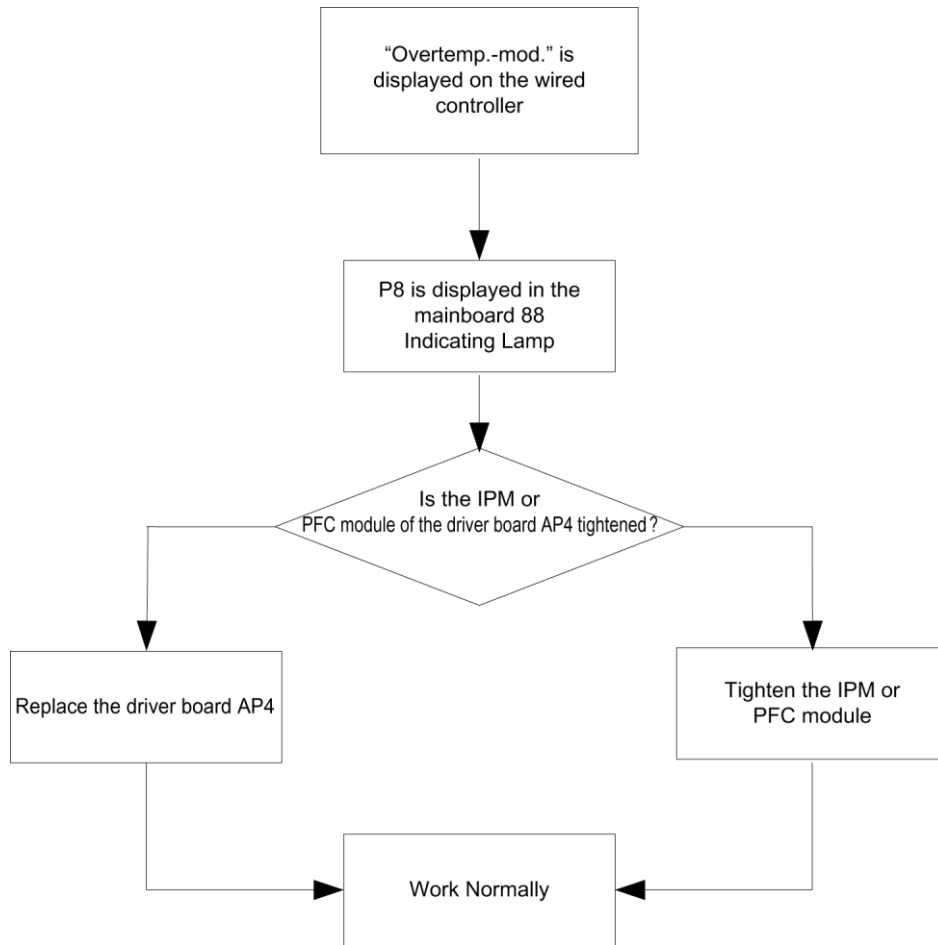 “Overtemp.-mod.” is
displayed on the wired
controller
P8 is displayed in the
mainboard 88
Indicating Lamp
Is the IPM or
PFC module of the driver board AP4 tightened?
Replace the driver board AP4
Tighten the IPM or
PFC module
Work Normally